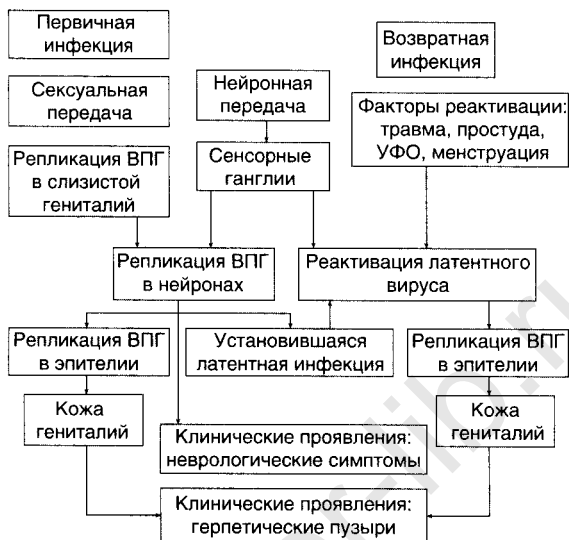 Первичная
инфекция
Возвратная
инфекция
Сексуальная
передача
Нейронная
передача
Факторы реактивации:
травма, простуда,
УФО, менструация
Репликация ВПГ
в слизистой
гениталий
Сенсорные
ганглии
Репликация ВПГ
в нейронах
Реактивация латентного
вируса
Репликация ВПГ
в эпителии
Установившаяся
латентная инфекция
Репликация ВПГ
в эпителии
Кожа
гениталий
Кожа
гениталий
Клинические проявления:
неврологические симптомы
Клинические проявления:
герпетические пузыри